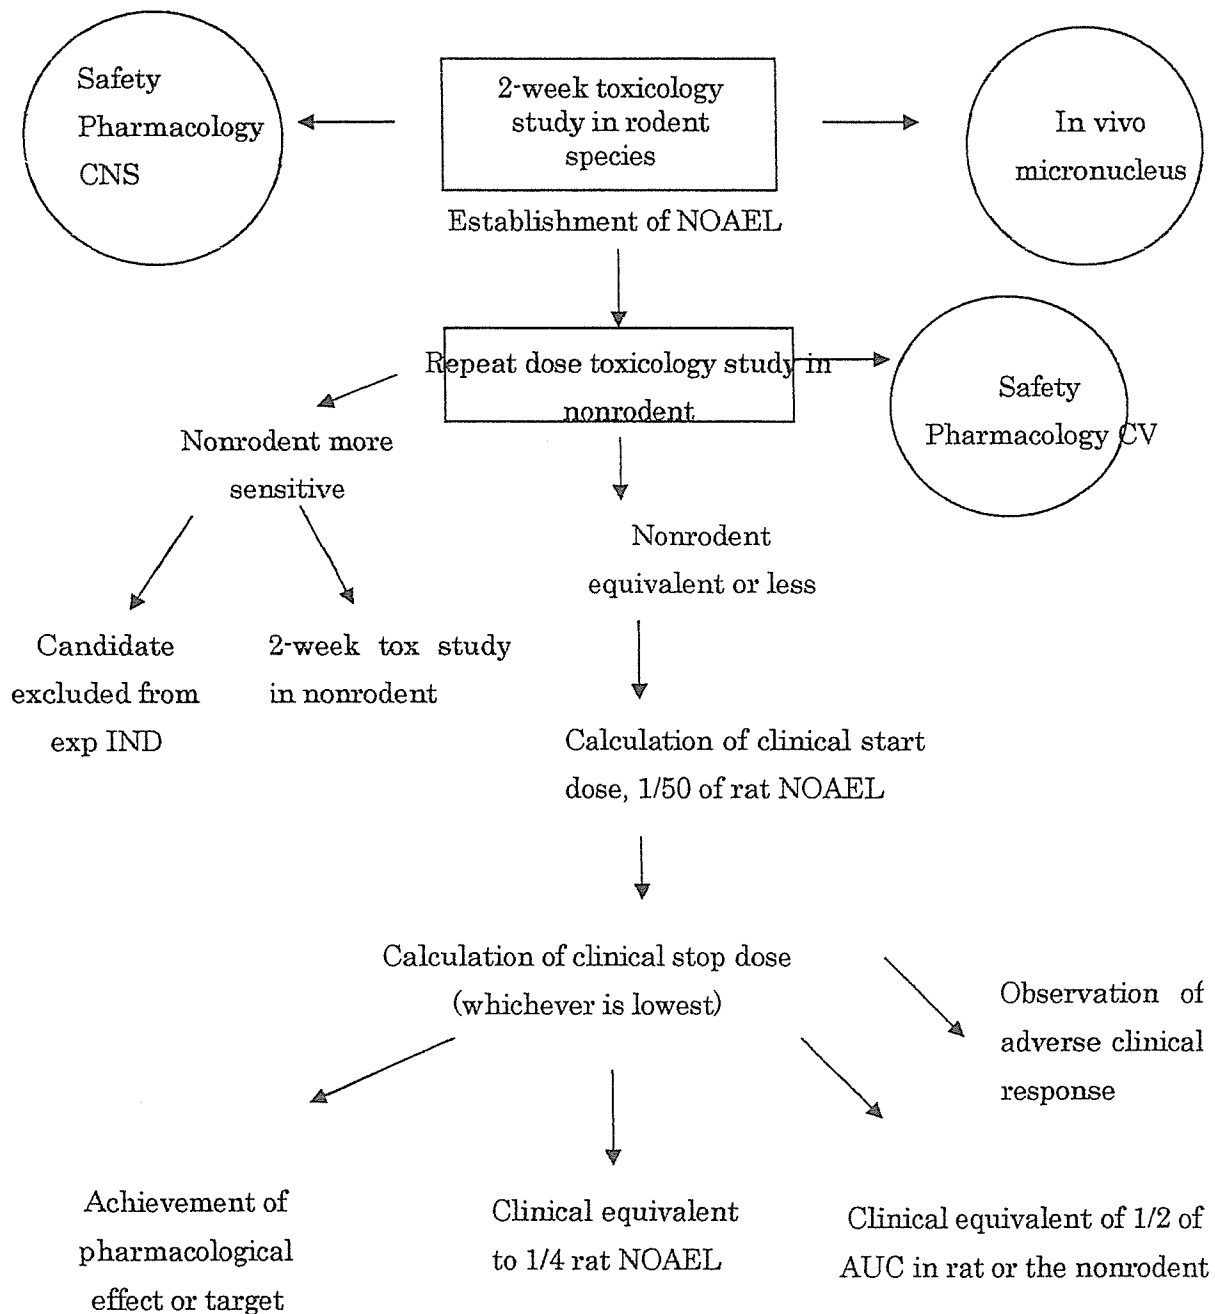 Safety
Pharmacology
CNS
2-week toxicology
study in rodent
species
In vivo
micronucleus
Establishment of NOAEL
Repeat dose toxicology study in
nonrodent
Safety
Pharmacology CV
Nonrodent more
sensitive
Nonrodent
equivalent or less
Candidate
excluded from
exp IND
2-week tox study
in nonrodent
Calculation of clinical start
dose, 1/50 of rat NOAEL
Calculation of clinical stop dose
(whichever is lowest)
Observation of
adverse clinical
response
Achievement of
pharmacological
effect or target
Clinical equivalent
to 1/4 rat NOAEL
Clinical equivalent of 1/2 of
AUC in rat or the nonrodent